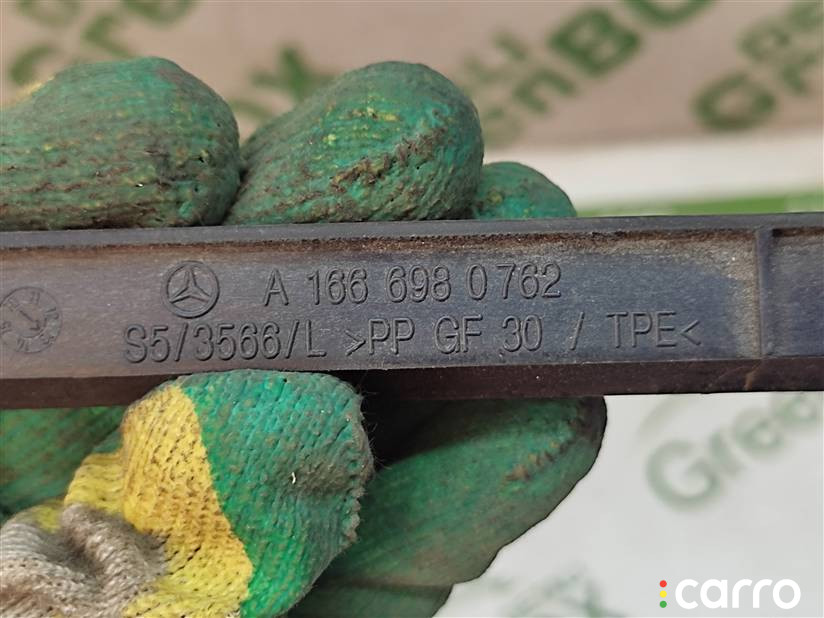 A 166 698 0762
S5/3566/L >PP GF 30 / TPE<
carro